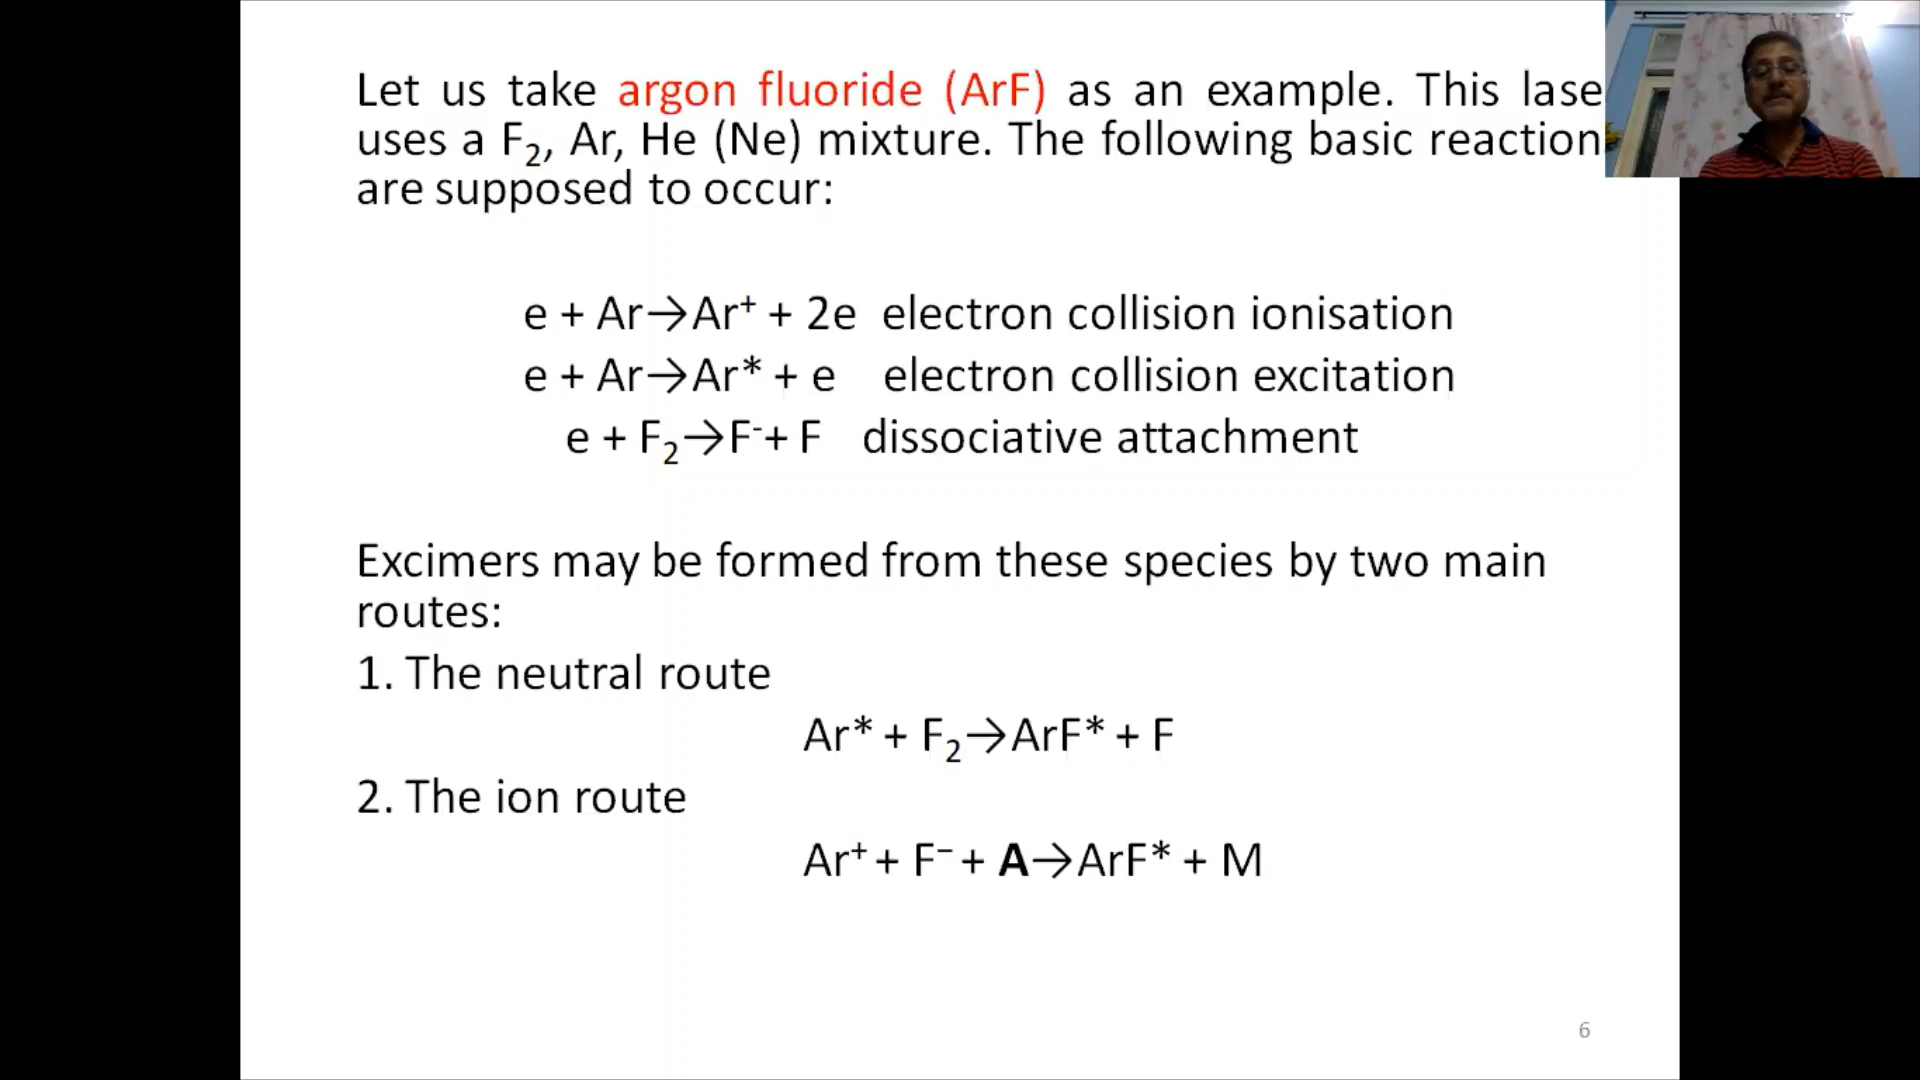 Let us take argon fluoride (ArF) as an example. This lase
uses a F₂, Ar, He (Ne) mixture. The following basic reaction
are supposed to occur:
e + Ar→Ar⁺ + 2e electron collision ionisation
e + Ar→Ar* + e electron collision excitation
e + F₂→F⁻+ F dissociative attachment
Excimers may be formed from these species by two main
routes:
1. The neutral route
Ar* + F₂→ArF* + F
2. The ion route
Ar⁺ + F⁻ + A→ArF* + M
6